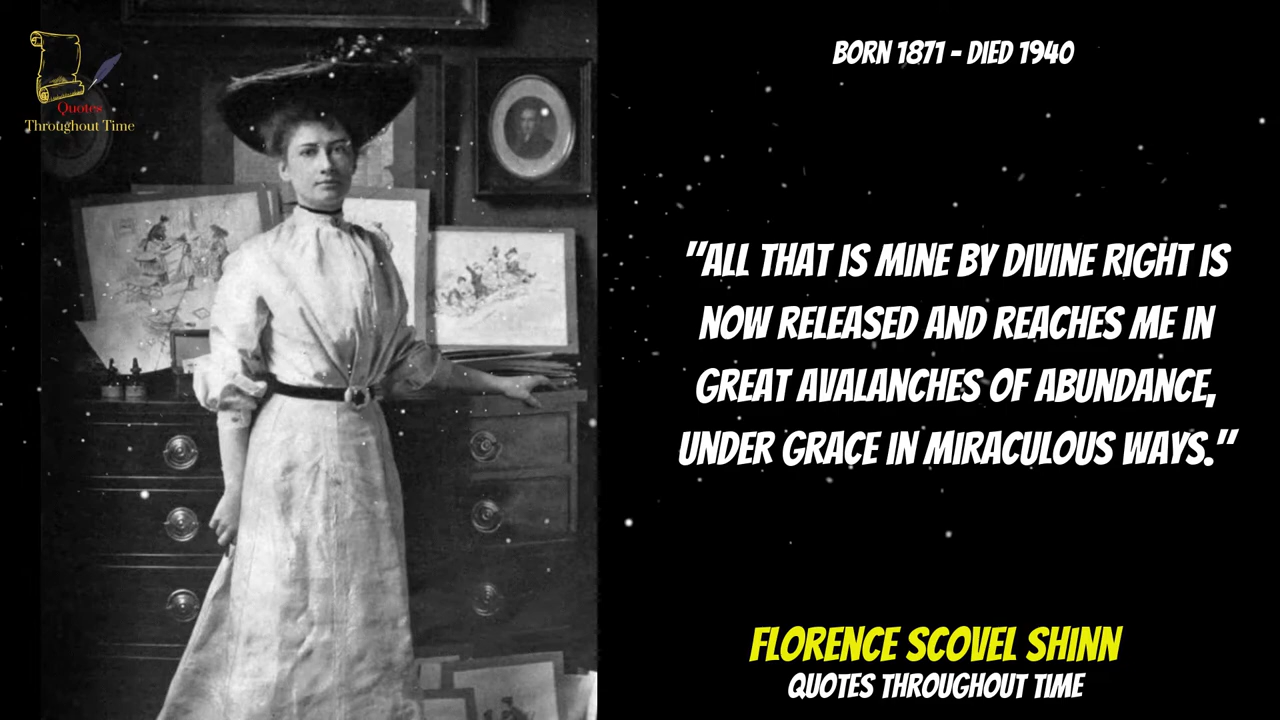 Quotes
Throughout Time
BORN 1871 - DIED 1940
"ALL THAT IS MINE BY DIVINE RIGHT IS
NOW RELEASED AND REACHES ME IN
GREAT AVALANCHES OF ABUNDANCE,
UNDER GRACE IN MIRACULOUS WAYS."
FLORENCE SCOVEL SHINN
QUOTES THROUGHOUT TIME